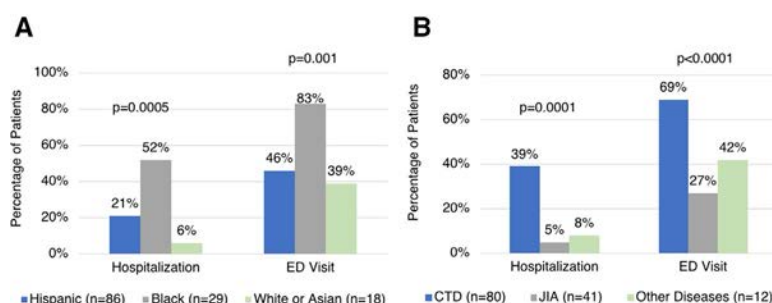 A
Percentage of Patients
100%
80%
60%
40%
20%
0%
p=0.0005
p=0.001
21%
52%
6%
46%
83%
39%
Hospitalization
ED Visit
Hispanic (n=86) Black (n=29) White or Asian (n=18)
B
Percentage of Patients
80%
60%
40%
20%
0%
p=0.0001
p<0.0001
39%
5%
8%
69%
27%
42%
Hospitalization
ED Visit
CTD (n=80) JIA (n=41) Other Diseases (n=12)